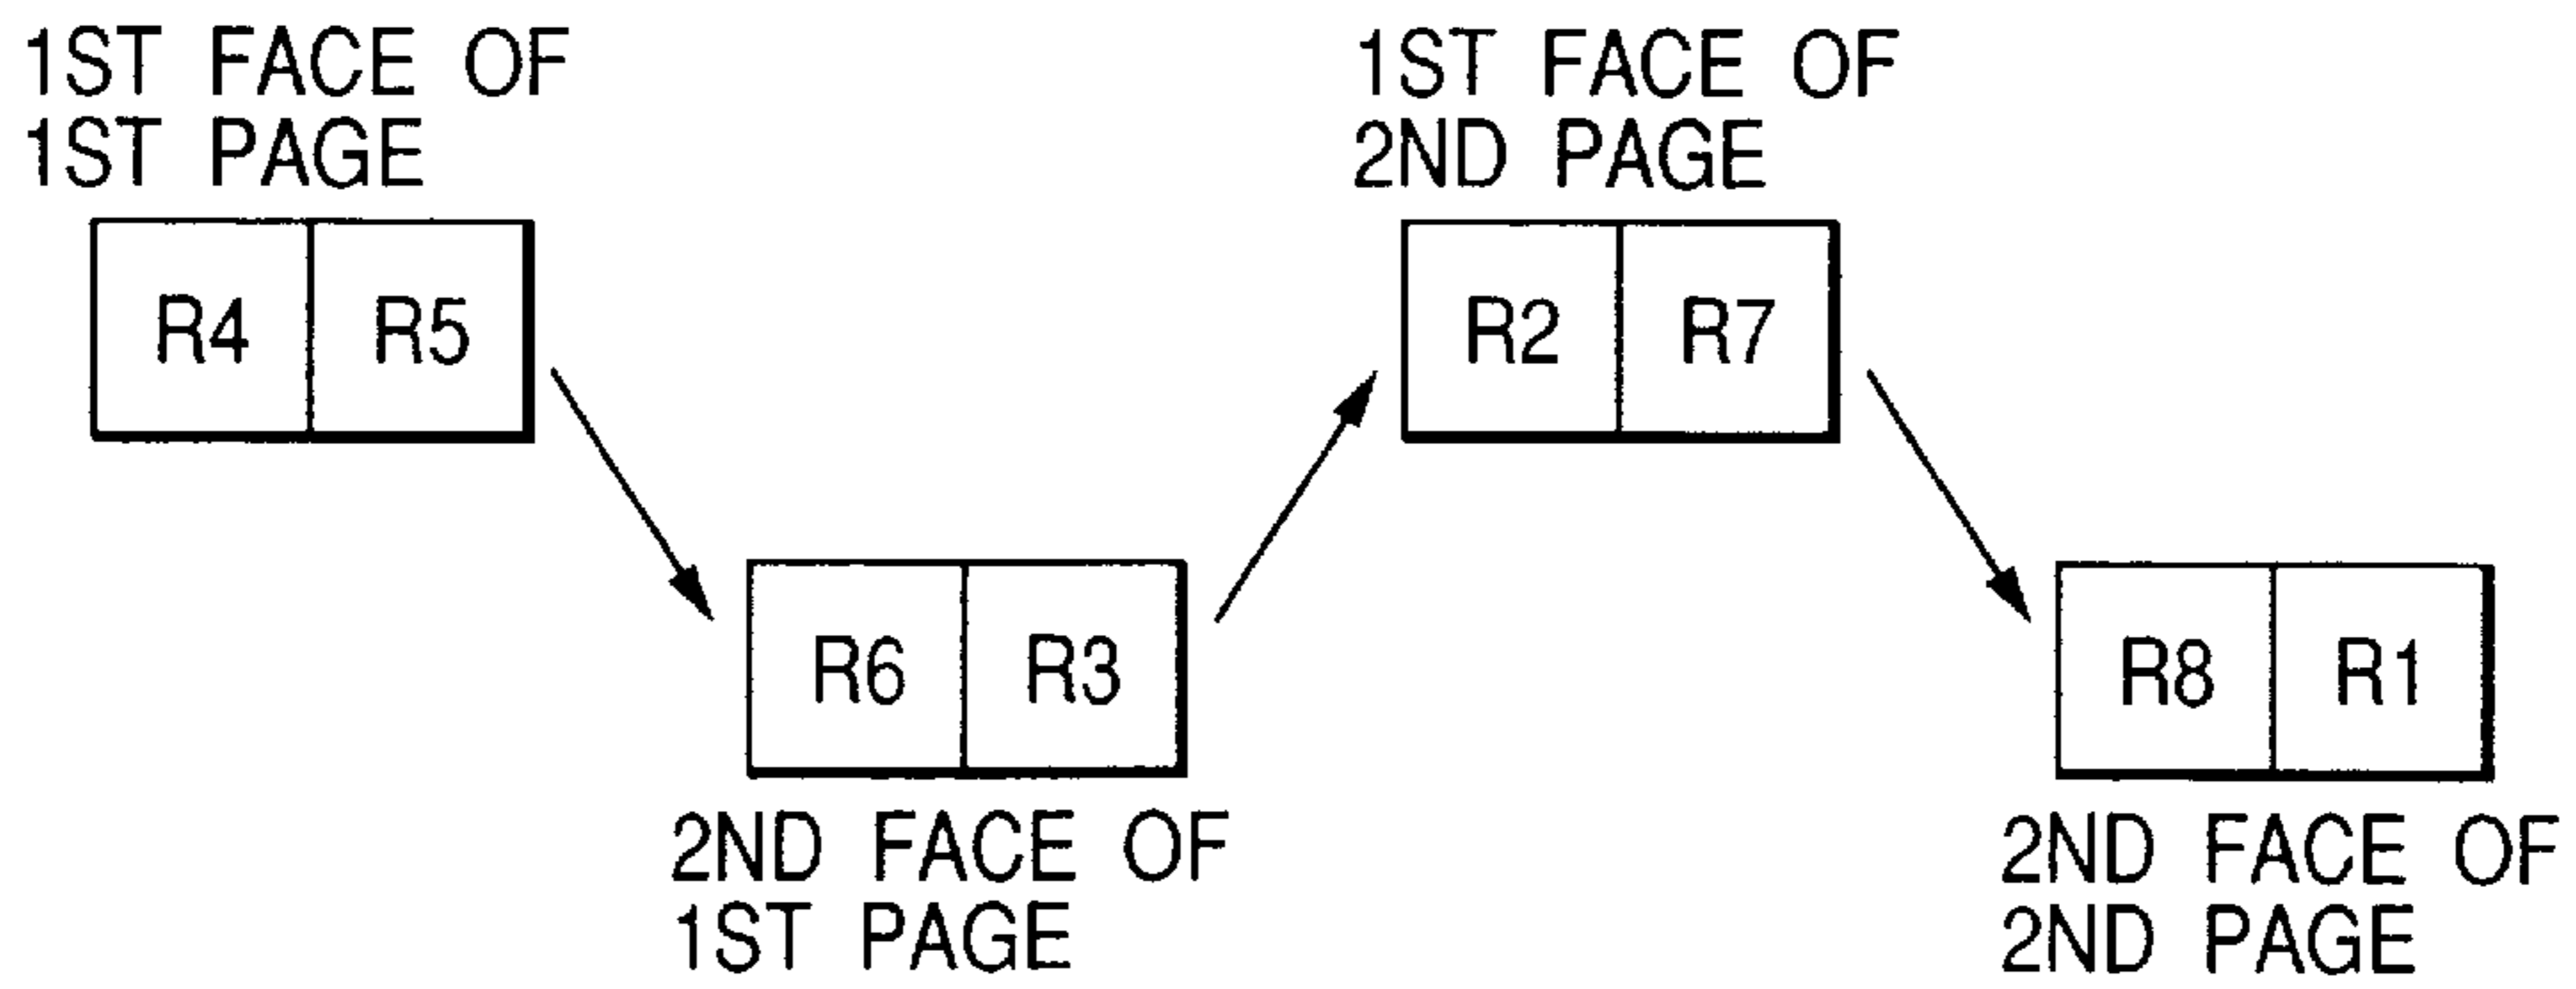 1ST FACE OF
1ST PAGE
R4 R5
2ND FACE OF
1ST PAGE
R6 R3
1ST FACE OF
2ND PAGE
R2 R7
2ND FACE OF
2ND PAGE
R8 R1